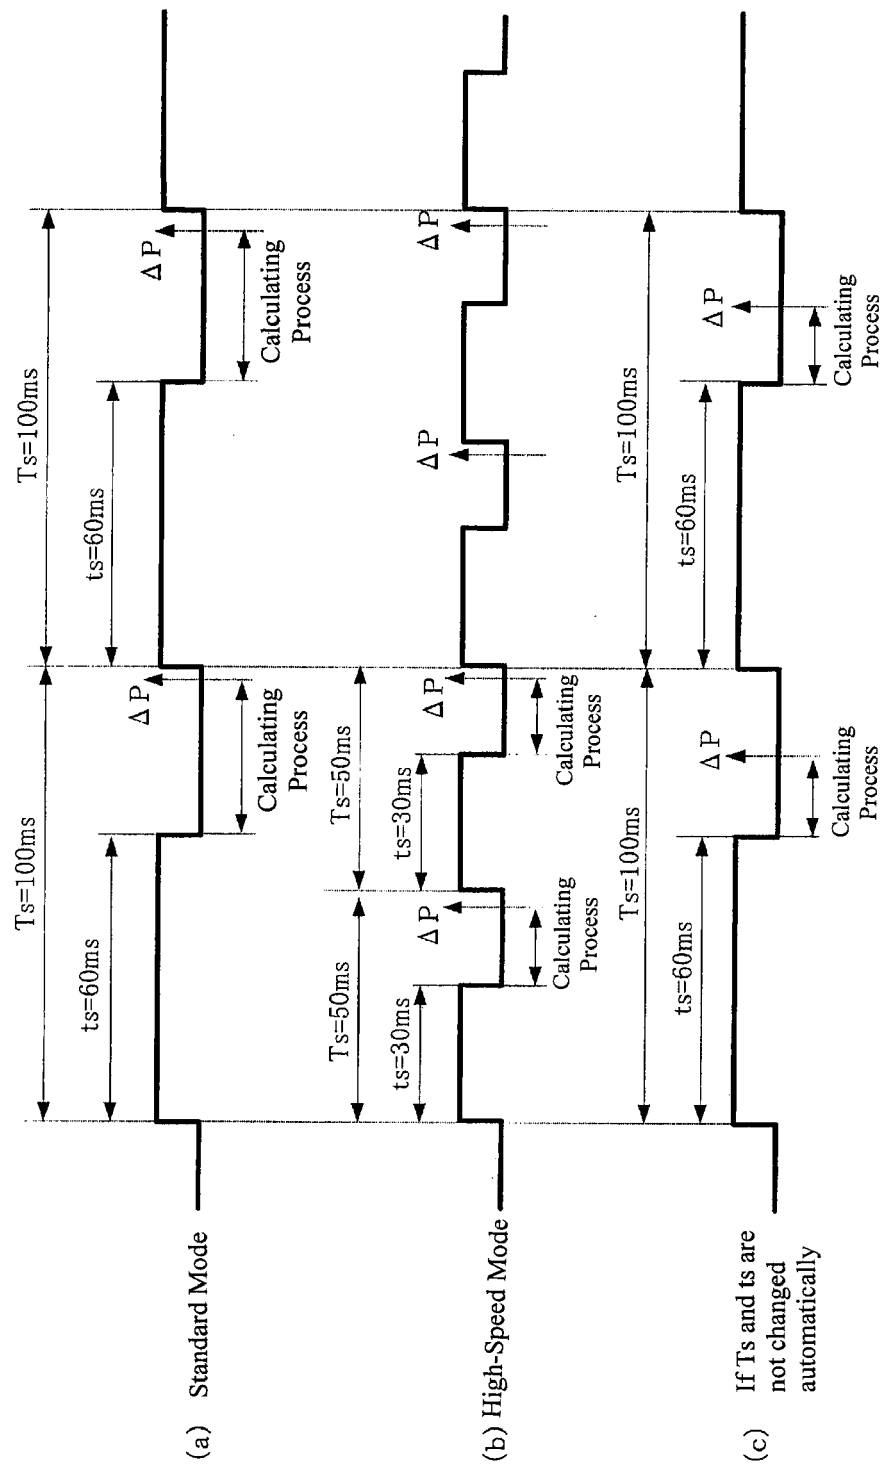 (a) Standard Mode
Ts=100ms
Ts=100ms
ts=60ms
ts=60ms
ΔP
ΔP
Calculating
Process
Calculating
Process
(b) High-Speed Mode
Ts=50ms
Ts=50ms
ts=30ms
ts=30ms
ΔP
ΔP
ΔP
ΔP
Calculating
Process
Calculating
Process
(c)
If Ts and ts are
not changed
automatically
Ts=100ms
Ts=100ms
ts=60ms
ts=60ms
ΔP
ΔP
Calculating
Process
Calculating
Process